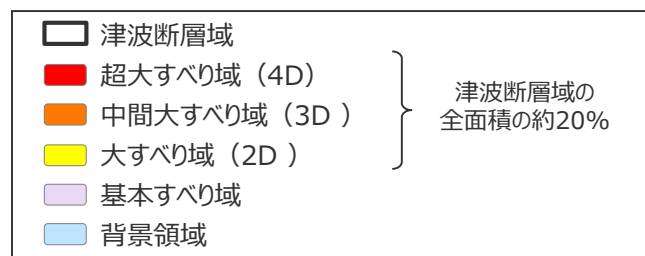 津波断層域
超大すべり域（4D）
中間大すべり域（3D ）
大すべり域（2D ）
津波断層域の
全面積の約20%
基本すべり域
背景領域